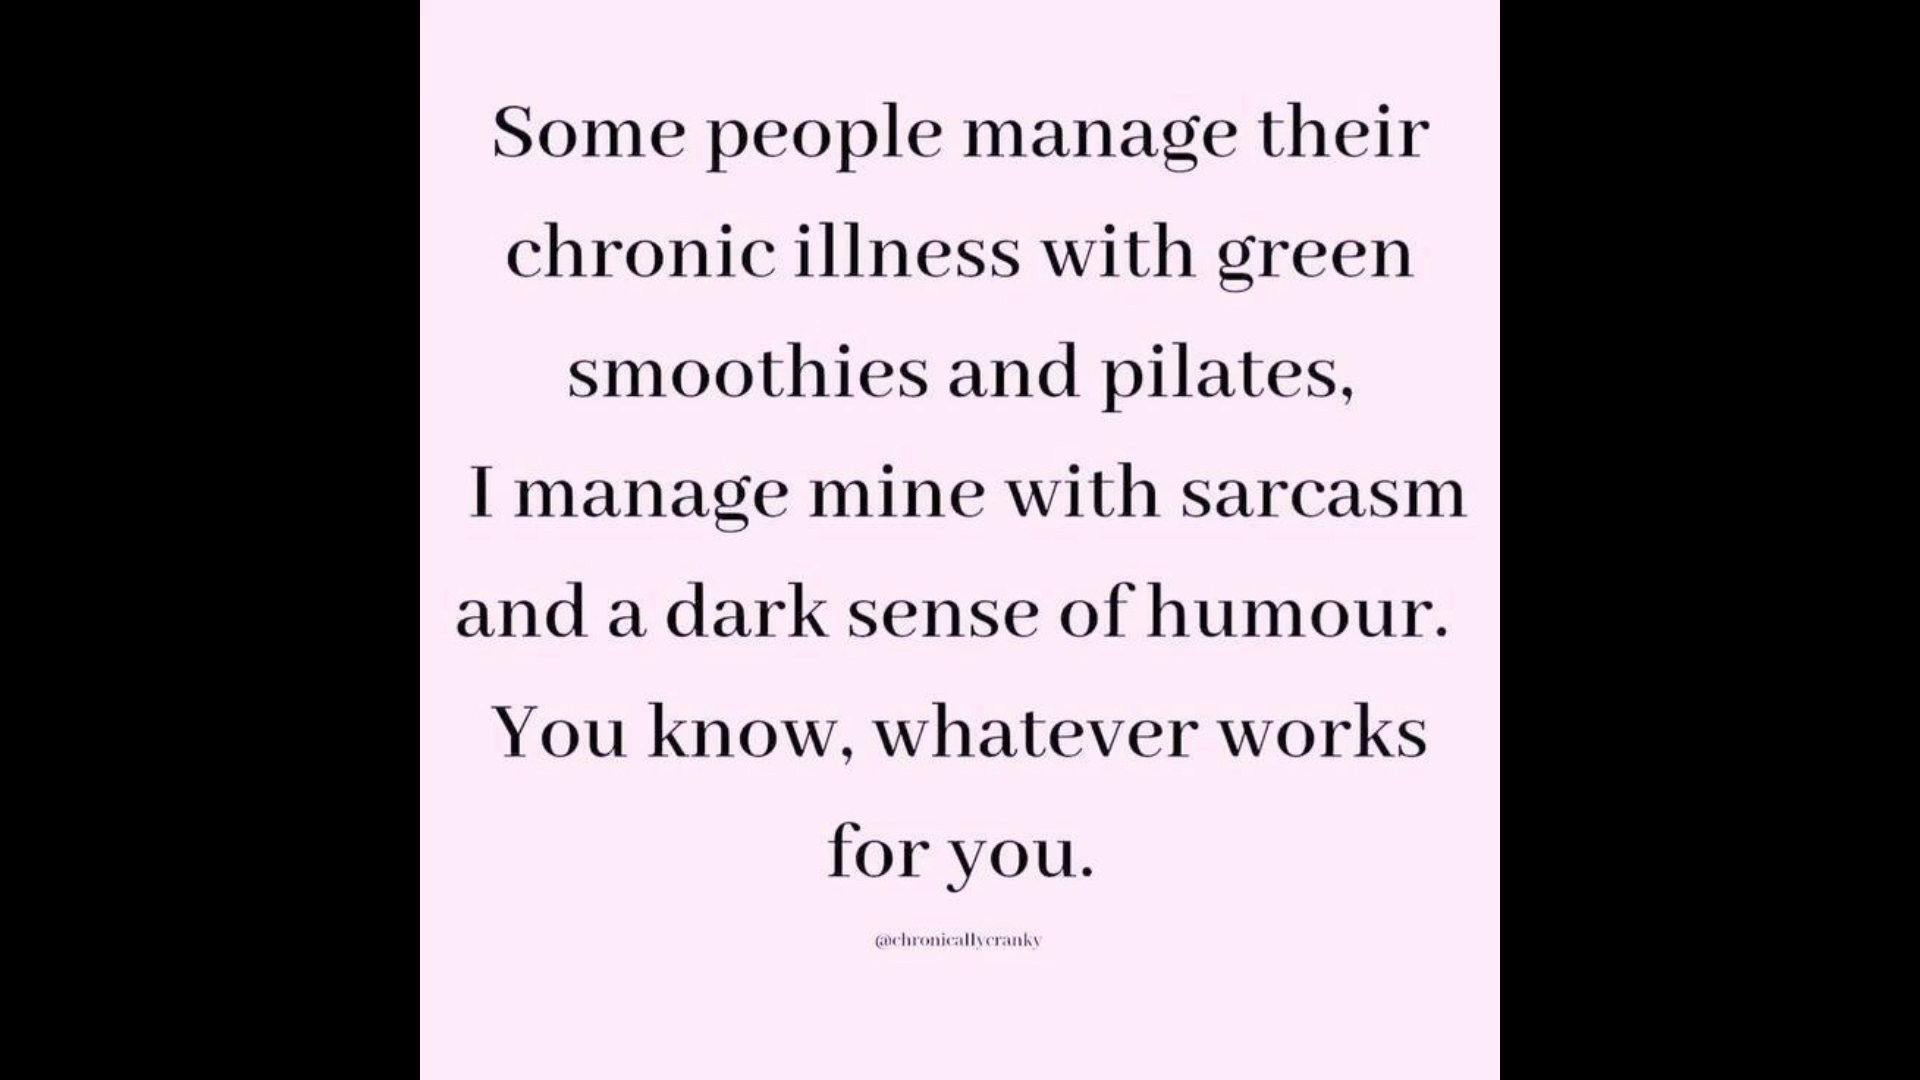 Some people manage their
chronic illness with green
smoothies and pilates,
I manage mine with sarcasm
and a dark sense of humour.
You know, whatever works
for you.
@chronicallycranky